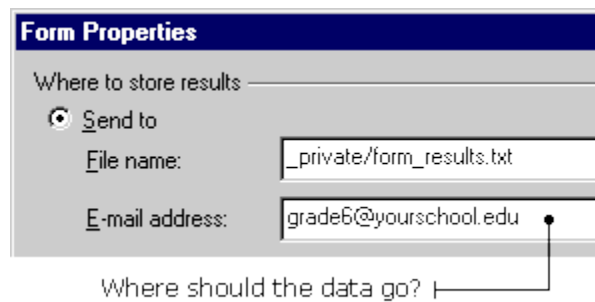 Form Properties
Where to store results
Send to
File name: _private/form_results.txt
E-mail address: grade6@yourschool.edu
Where should the data go?